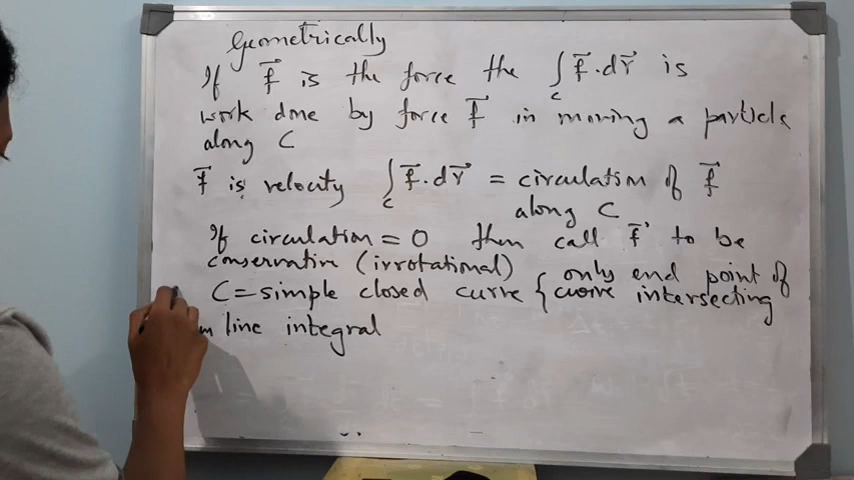 Geometrically
If f⃗ is the force the ∫_c f⃗.dr⃗ is
work done by force f⃗ in moving a particle
along C
f⃗ is velocity ∫_c f⃗.dr⃗ = circulation of f⃗
along C
If circulation = 0 then call f⃗ to be
conservative (irrotational)
C = simple closed curve { only end point of
curve intersecting
line integral